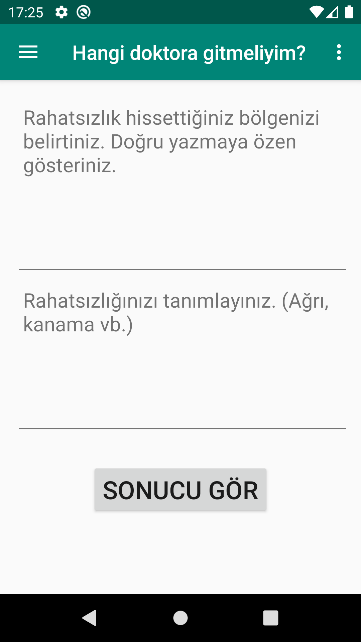 17:25
Hangi doktora gitmeliyim?
Rahatsızlık hissettiğiniz bölgenizi
belirtiniz. Doğru yazmaya özen
gösteriniz.
Rahatsızlığınızı tanımlayınız. (Ağrı,
kanama vb.)
SONUCU GÖR